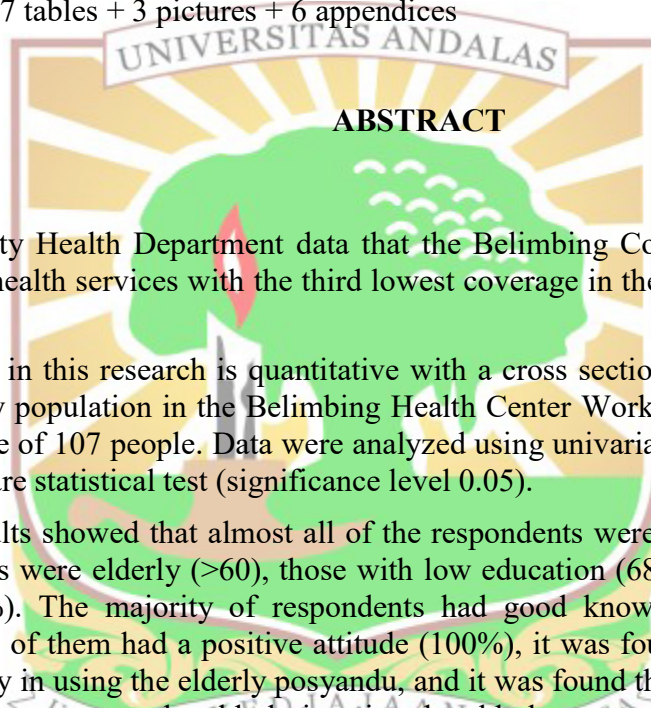 7 tables + 3 pictures + 6 appendices
UNIVERSITAS ANDALAS
ABSTRACT
ty Health Department data that the Belimbing Co
health services with the third lowest coverage in the
in this research is quantitative with a cross sectio
y population in the Belimbing Health Center Work
e of 107 people. Data were analyzed using univaria
are statistical test (significance level 0.05).
ults showed that almost all of the respondents were
s were elderly (>60), those with low education (68
%). The majority of respondents had good know
of them had a positive attitude (100%), it was fou
y in using the elderly posyandu, and it was found th